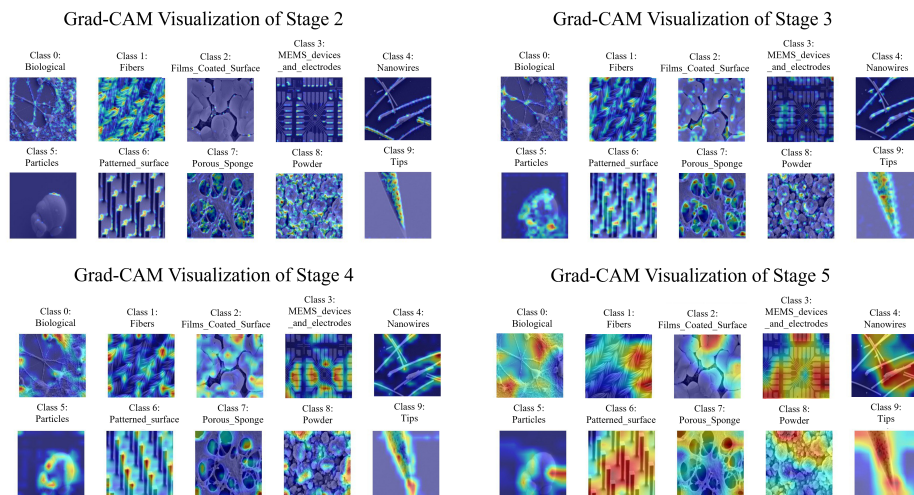 Grad-CAM Visualization of Stage 2
Class 0:
Biological
Class 1:
Fibers
Class 2:
Films_Coated_Surface
Class 3:
MEMS_devices
_and_electrodes
Class 4:
Nanowires
Class 5:
Particles
Class 6:
Patterned_surface
Class 7:
Porous_Sponge
Class 8:
Powder
Class 9:
Tips
Grad-CAM Visualization of Stage 3
Class 0:
Biological
Class 1:
Fibers
Class 2:
Films_Coated_Surface
Class 3:
MEMS_devices
_and_electrodes
Class 4:
Nanowires
Class 5:
Particles
Class 6:
Patterned_surface
Class 7:
Porous_Sponge
Class 8:
Powder
Class 9:
Tips
Grad-CAM Visualization of Stage 4
Class 0:
Biological
Class 1:
Fibers
Class 2:
Films_Coated_Surface
Class 3:
MEMS_devices
_and_electrodes
Class 4:
Nanowires
Class 5:
Particles
Class 6:
Patterned_surface
Class 7:
Porous_Sponge
Class 8:
Powder
Class 9:
Tips
Grad-CAM Visualization of Stage 5
Class 0:
Biological
Class 1:
Fibers
Class 2:
Films_Coated_Surface
Class 3:
MEMS_devices
_and_electrodes
Class 4:
Nanowires
Class 5:
Particles
Class 6:
Patterned_surface
Class 7:
Porous_Sponge
Class 8:
Powder
Class 9:
Tips